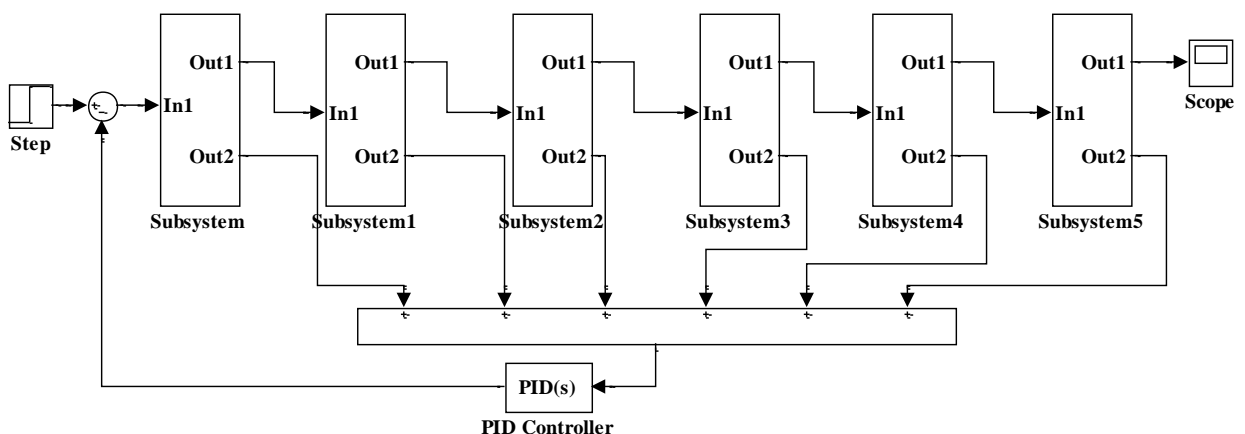 Out1 Out1 Out1 Out1 Out1 Out1
In1 In1 In1 In1 In1 In1
Scope
Step
Out2 Out2 Out2 Out2 Out2 Out2
Subsystem Subsystem1 Subsystem2 Subsystem3 Subsystem4 Subsystem5
PID(s)
PID Controller